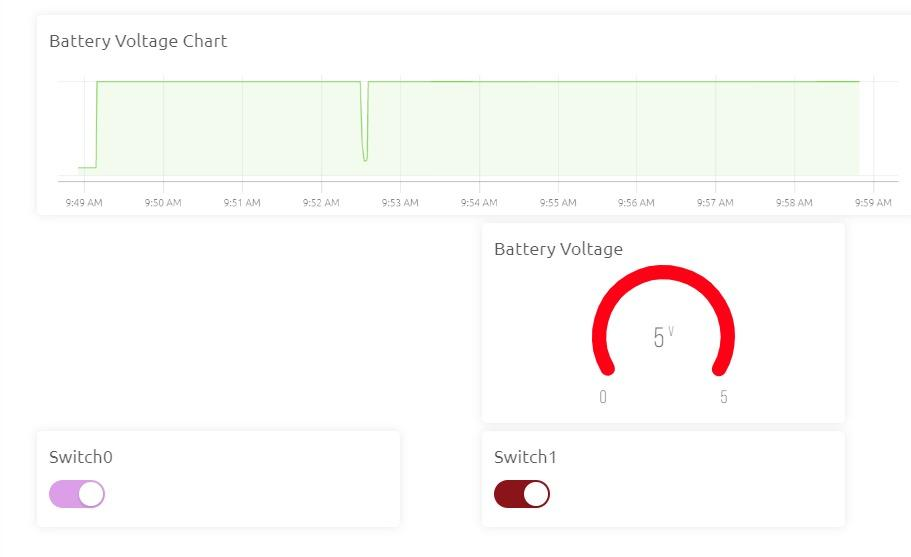 Battery Voltage Chart
9:49 AM 9:50 AM 9:51 AM 9:52 AM 9:53 AM 9:54 AM 9:55 AM 9:56 AM 9:57 AM 9:58 AM 9:59 AM
Battery Voltage
5 V
0 5
Switch0 Switch1